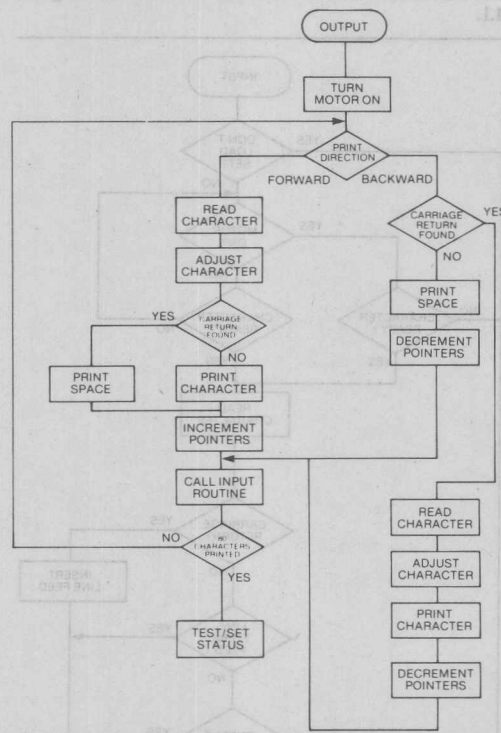 OUTPUT
TURN
MOTOR ON
PRINT
DIRECTION
FORWARD
BACKWARD
READ
CHARACTER
ADJUST
CHARACTER
CARRIAGE
RETURN
FOUND
YES
NO
PRINT
SPACE
PRINT
CHARACTER
INCREMENT
POINTERS
CALL INPUT
ROUTINE
80
CHARACTERS
PRINTED
NO
YES
TEST/SET
STATUS
CARRIAGE
RETURN
FOUND
YES
NO
PRINT
SPACE
DECREMENT
POINTERS
READ
CHARACTER
ADJUST
CHARACTER
PRINT
CHARACTER
DECREMENT
POINTERS